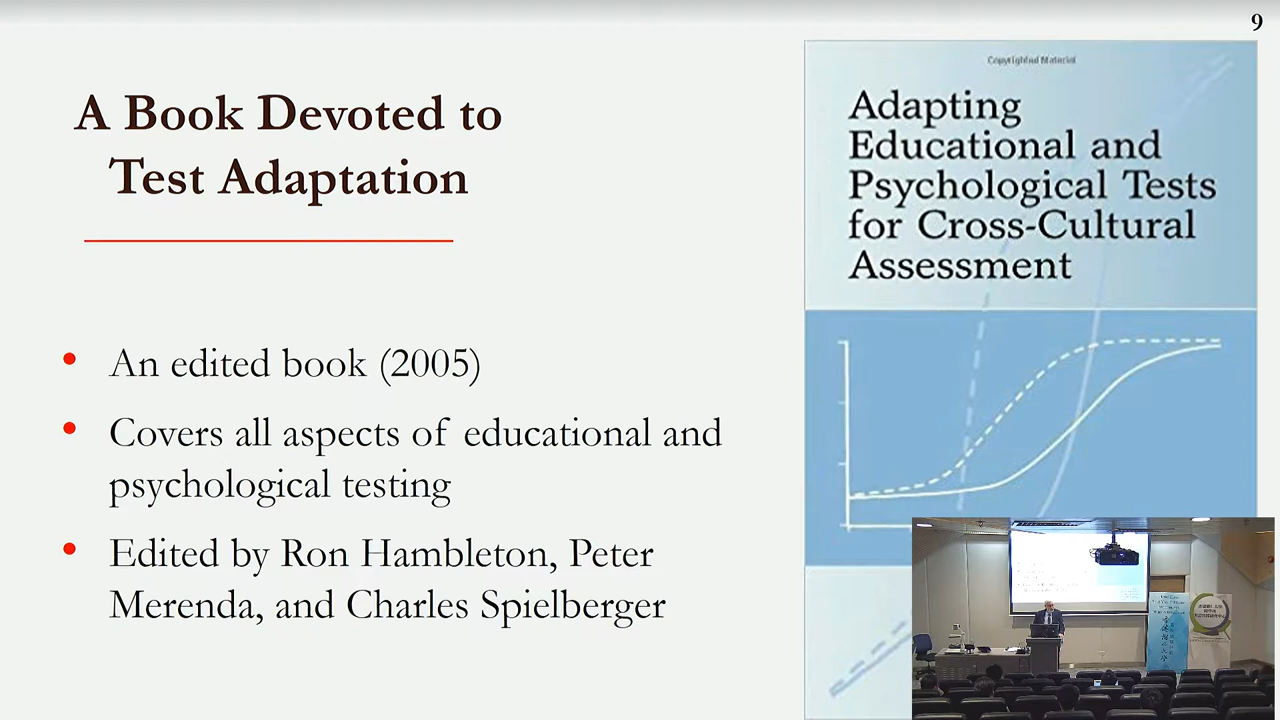 9
A Book Devoted to
Test Adaptation
• An edited book (2005)
• Covers all aspects of educational and
psychological testing
• Edited by Ron Hambleton, Peter
Merenda, and Charles Spielberger
Copyrighted Material
Adapting
Educational and
Psychological Tests
for Cross-Cultural
Assessment